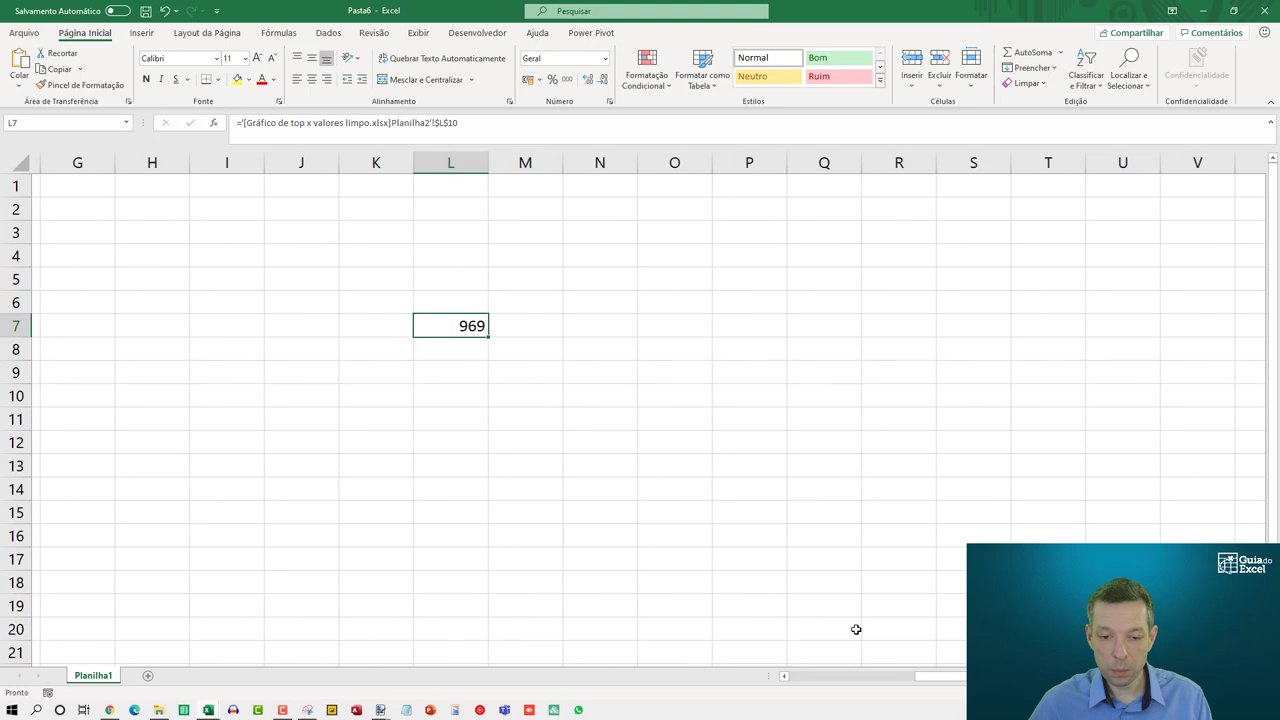 Salvamento Automático
Pasta6 - Excel
Pesquisar
Arquivo Página Inicial Inserir Layout da Página Fórmulas Dados Revisão Exibir Desenvolvedor Ajuda Power Pivot Compartilhar Comentários
Colar
Recortar
Copiar
Pincel de Formatação
Área de Transferência
Calibri 11
N I S
Fonte
Quebrar Texto Automaticamente
Mesclar e Centralizar
Alinhamento
Geral
% 000
Número
Formatação Condicional
Formatar como Tabela
Normal Bom
Neutro Ruim
Estilos
Inserir Excluir Formatar
Células
AutoSoma
Preencher
Limpar
Classificar e Filtrar
Localizar e Selecionar
Edição
Confidencialidade
Confidencialidade
L7 fx ='[Gráfico de top x valores limpo.xlsx]Planilha2'!$L$10
G H I J K L M N O P Q R S T U V
1
2
3
4
5
6
7 969
8
9
10
11
12
13
14
15
16
17
18
19
20
21
Guia do
Excel
Planilha1
Pronto